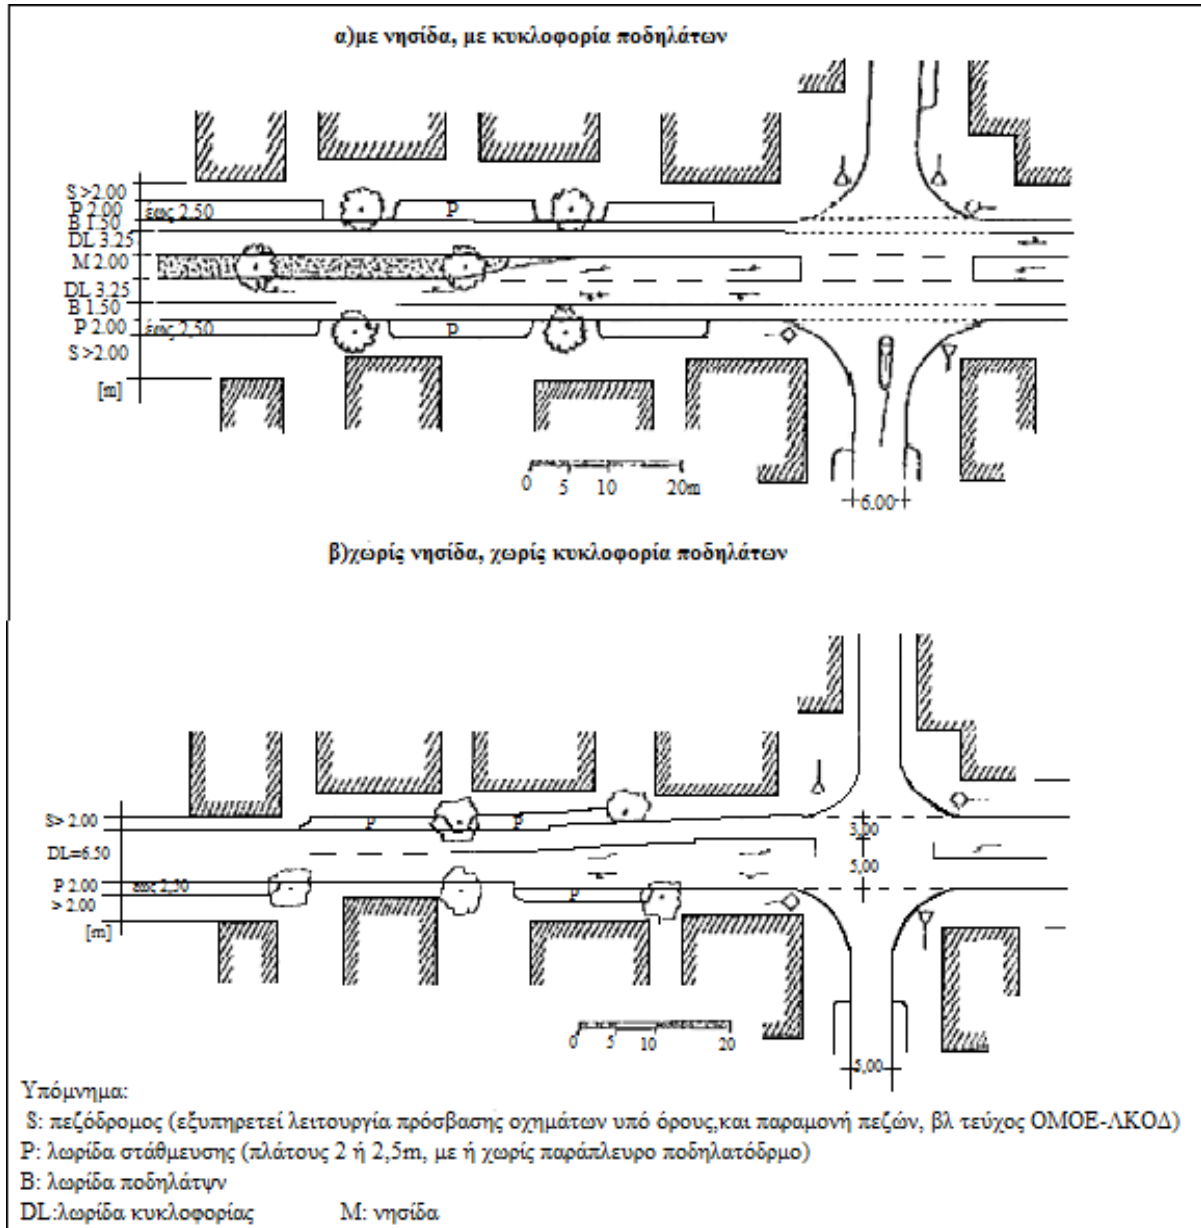 α)με νησίδα, με κυκλοφορία ποδηλάτων
S >2.00
P 2.00 έως 2.50
B 1.50
P
DL 3.25
M 2.00
DL 3.25
B 1.50
P 2.00 έως 2,50
P
S >2.00
[m]
0 5 10 20m
6.00
β)χωρίς νησίδα, χωρίς κυκλοφορία ποδηλάτων
S> 2.00
P P
3,00
DL=6.50
5,00
P 2.00 έως 2,50
P
> 2.00
[m]
0 5 10 20
5,00
Υπόμνημα:
S: πεζόδρομος (εξυπηρετεί λειτουργία πρόσβασης οχημάτων υπό όρους,και παραμονή πεζών, βλ τεύχος ΟΜΟΕ-ΛΚΟΔ)
P: λωρίδα στάθμευσης (πλάτους 2 ή 2,5m, με ή χωρίς παράπλευρο ποδηλατόδρμο)
B: λωρίδα ποδηλάτψν
DL:λωρίδα κυκλοφορίας M: νησίδα